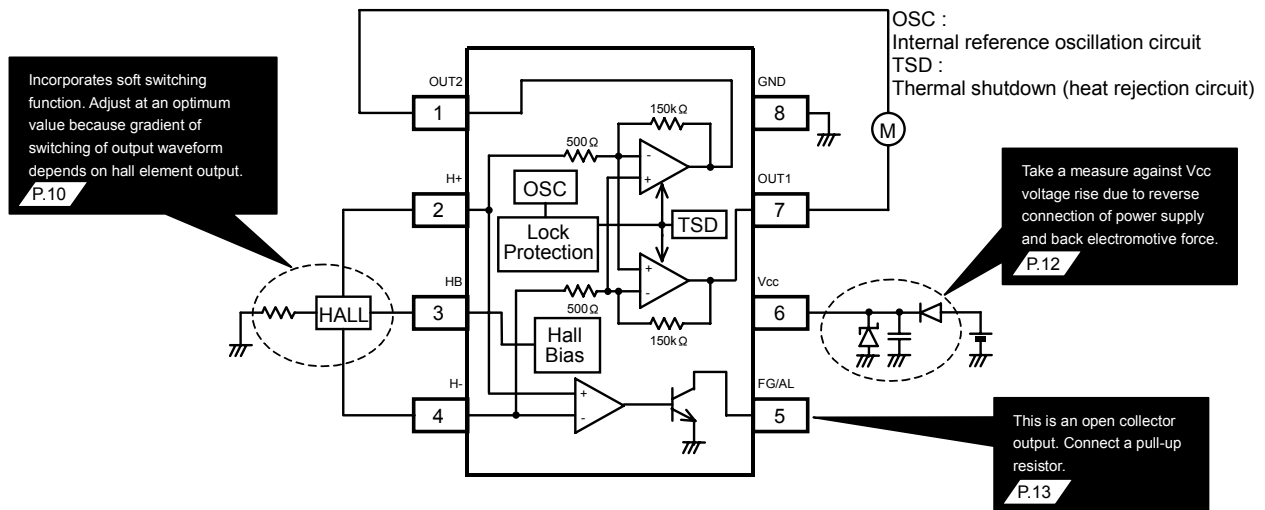 OSC :
Internal reference oscillation circuit
TSD :
Thermal shutdown (heat rejection circuit)
Incorporates soft switching
function. Adjust at an optimum
value because gradient of
switching of output waveform
depends on hall element output.
P.10
OUT2
1
GND
8
M
150kΩ
500Ω
-
+
H+
2
OSC
Lock
Protection
TSD
OUT1
7
Take a measure against Vcc
voltage rise due to reverse
connection of power supply
and back electromotive force.
P.12
HALL
HB
3
+
-
500Ω
150kΩ
Hall
Bias
Vcc
6
H-
4
+
-
FG/AL
5
This is an open collector
output. Connect a pull-up
resistor.
P.13